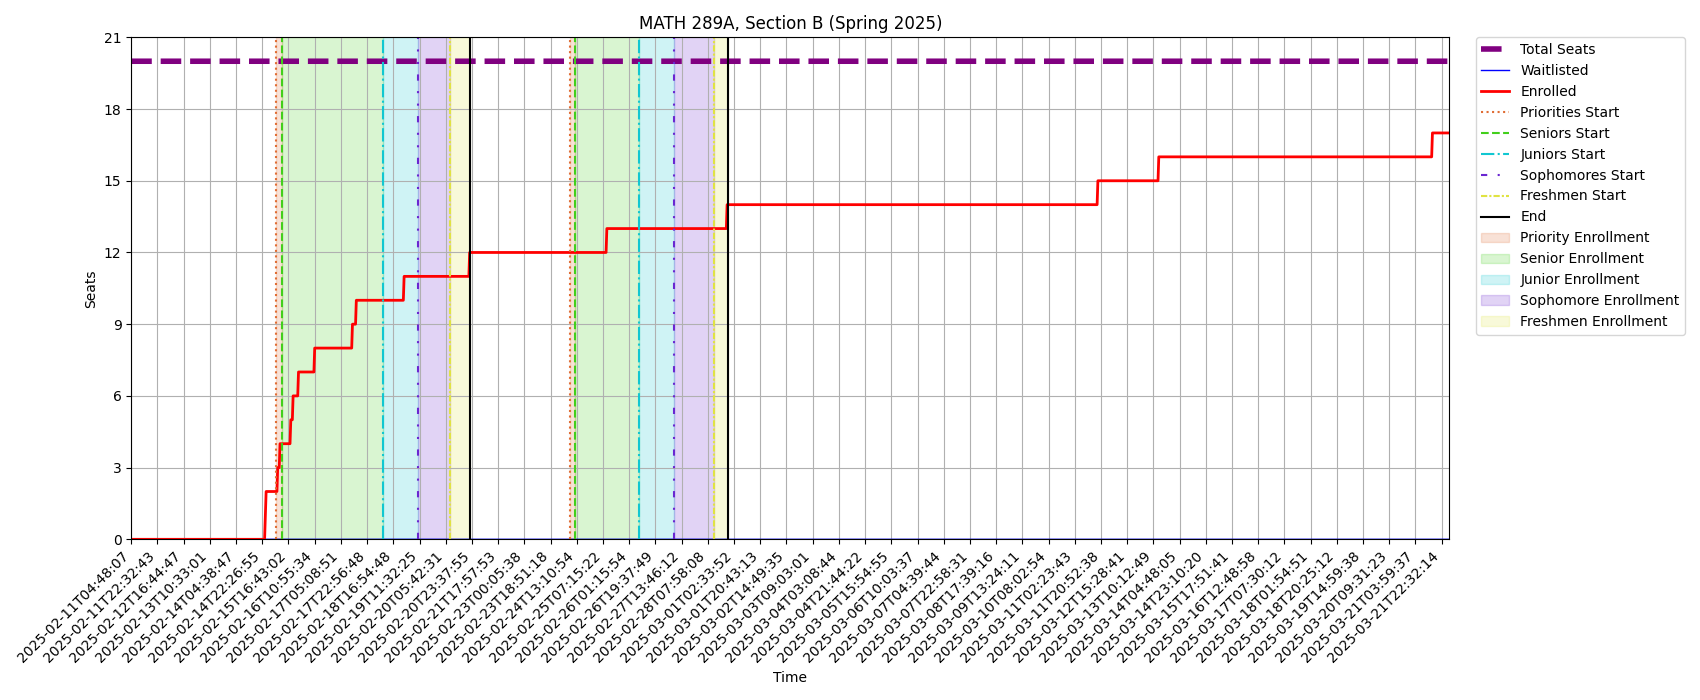 MATH 289A, Section B (Spring 2025)
Seats
21
18
15
12
9
6
3
0
2025-02-11T04:48:07
2025-02-11T22:32:43
2025-02-12T16:44:47
2025-02-13T10:33:01
2025-02-14T04:38:47
2025-02-14T22:26:55
2025-02-15T16:43:02
2025-02-16T10:55:34
2025-02-17T05:08:51
2025-02-17T22:56:48
2025-02-18T16:54:48
2025-02-19T11:32:25
2025-02-20T05:42:31
2025-02-20T23:37:55
2025-02-21T17:57:53
2025-02-23T00:05:38
2025-02-23T18:51:18
2025-02-24T13:10:54
2025-02-25T07:15:22
2025-02-26T01:15:54
2025-02-26T19:37:49
2025-02-27T13:46:12
2025-02-28T07:58:08
2025-03-01T02:33:52
2025-03-01T20:43:13
2025-03-02T14:49:35
2025-03-03T09:03:01
2025-03-04T03:08:44
2025-03-04T21:44:22
2025-03-05T15:54:55
2025-03-06T10:03:37
2025-03-07T04:39:44
2025-03-07T22:58:31
2025-03-08T17:39:16
2025-03-09T13:24:11
2025-03-10T08:02:54
2025-03-11T02:23:43
2025-03-11T20:52:38
2025-03-12T15:28:41
2025-03-13T10:12:49
2025-03-14T04:48:05
2025-03-14T23:10:20
2025-03-15T17:51:41
2025-03-16T12:48:58
2025-03-17T07:30:12
2025-03-18T01:54:51
2025-03-18T20:25:12
2025-03-19T14:59:38
2025-03-20T09:31:23
2025-03-21T03:59:37
2025-03-21T22:32:14
Time
Total Seats
Waitlisted
Enrolled
Priorities Start
Seniors Start
Juniors Start
Sophomores Start
Freshmen Start
End
Priority Enrollment
Senior Enrollment
Junior Enrollment
Sophomore Enrollment
Freshmen Enrollment